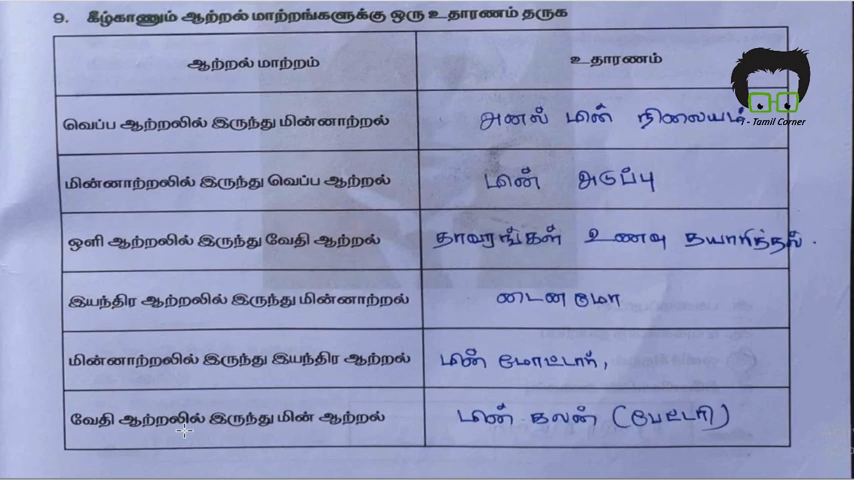 9. கீழ்காணும் ஆற்றல் மாற்றங்களுக்கு ஒரு உதாரணம் தருக
ஆற்றல் மாற்றம் உதாரணம்
வெப்ப ஆற்றலில் இருந்து மின்னாற்றல் அனல் மின் நிலையம்
- Tamil Corner
மின்னாற்றலில் இருந்து வெப்ப ஆற்றல் மின் அடுப்பு
ஒளி ஆற்றலில் இருந்து வேதி ஆற்றல் தாவரங்கள் உணவு தயாரித்தல்.
இயந்திர ஆற்றலில் இருந்து மின்னாற்றல் டைனமோ
மின்னாற்றலில் இருந்து இயந்திர ஆற்றல் மின் மோட்டார்,
வேதி ஆற்றலில் இருந்து மின் ஆற்றல் மின் கலன் (பேட்டரி)